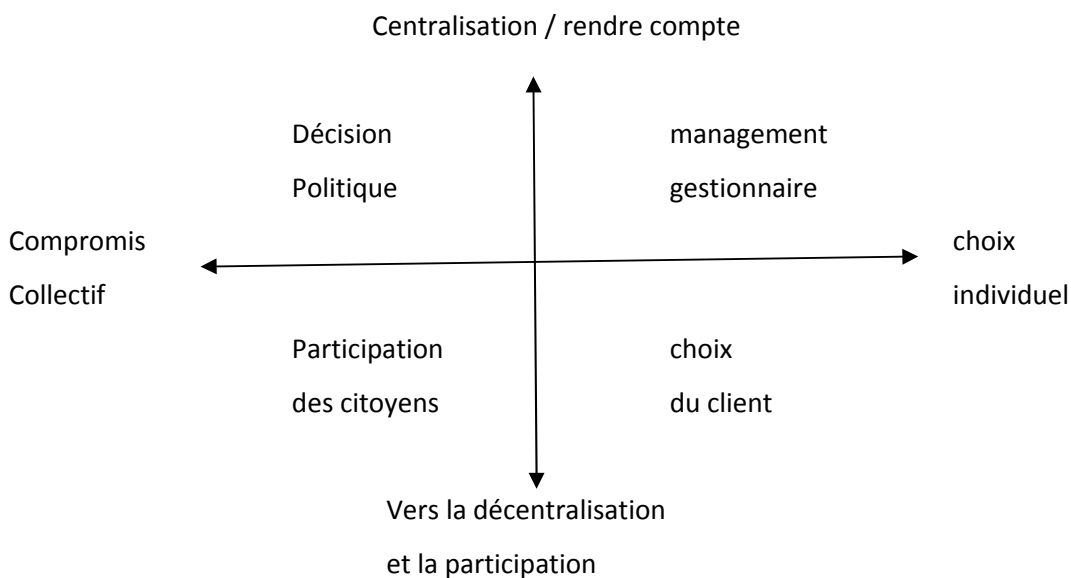 Centralisation / rendre compte
Décision management
Politique gestionnaire
Compromis choix
Collectif individuel
Participation choix
des citoyens du client
Vers la décentralisation
et la participation